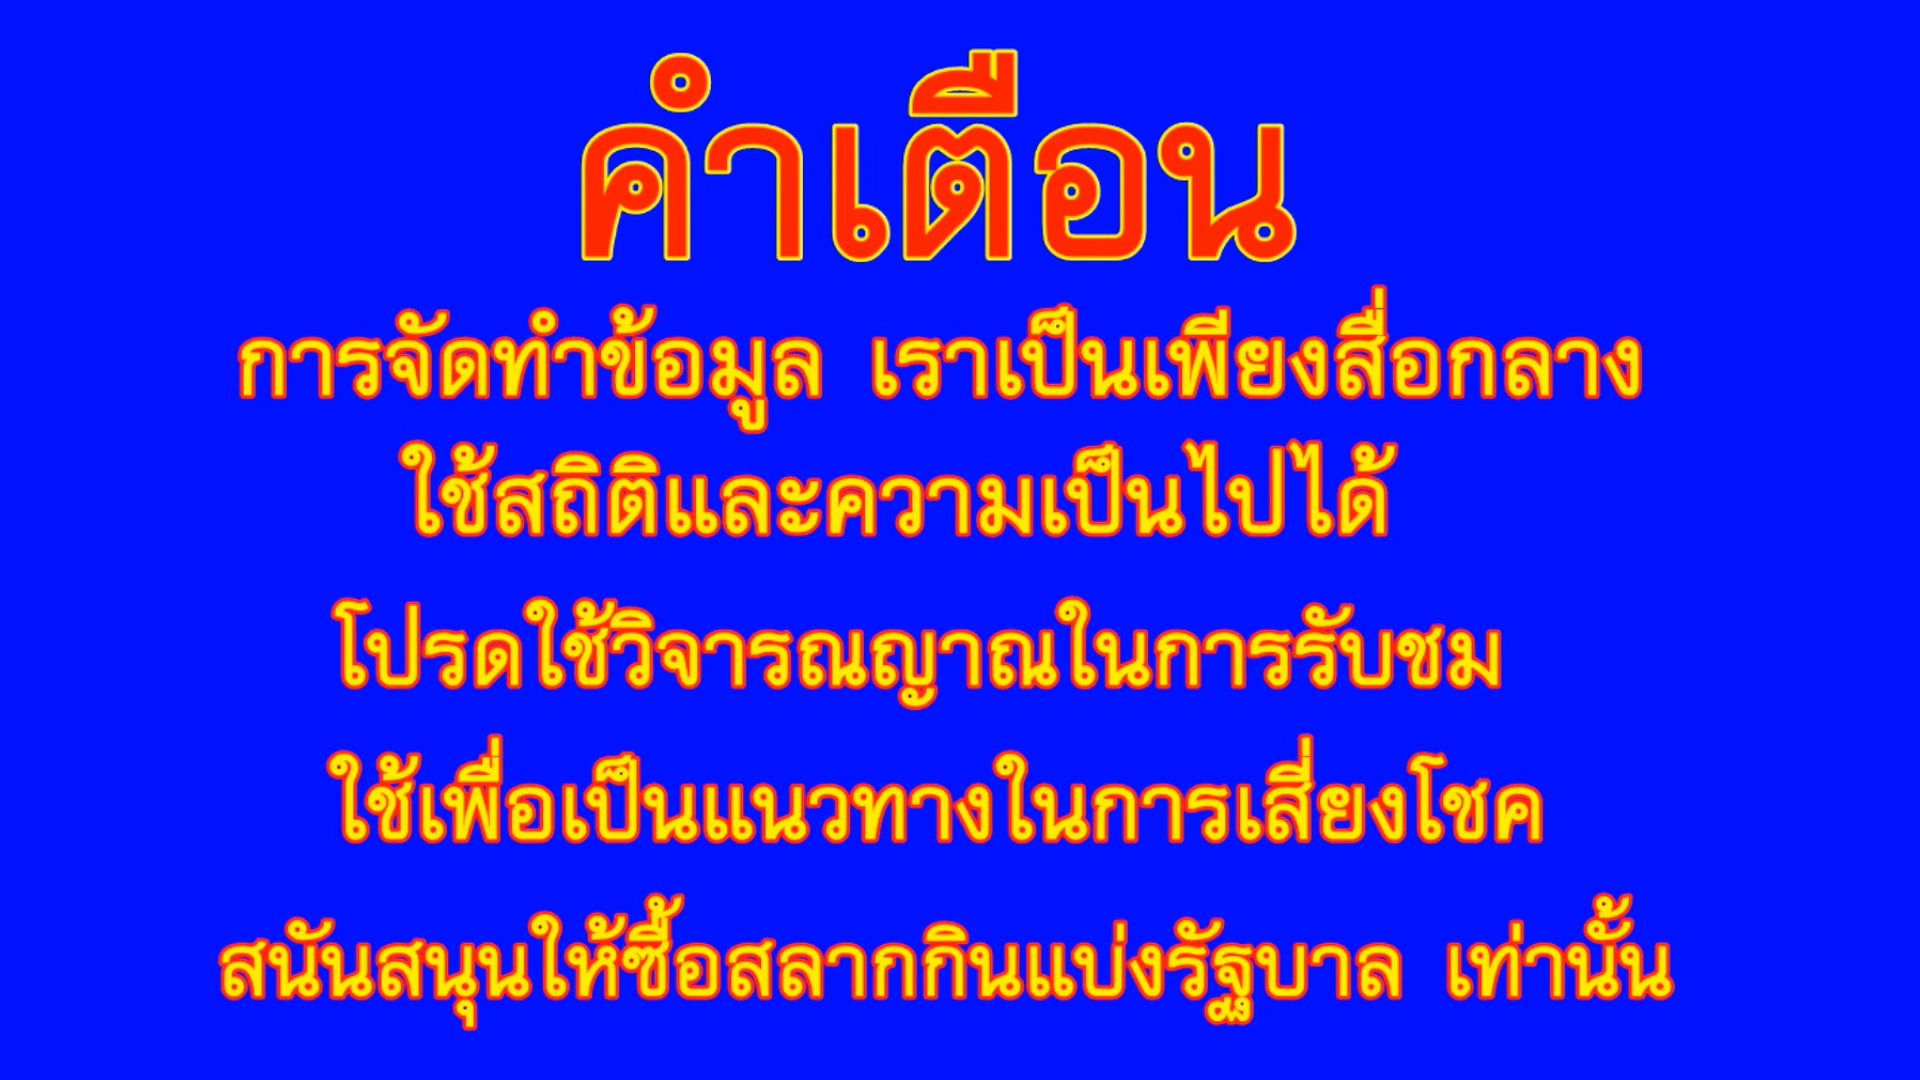 คำเตือน
การจัดทำข้อมูล เราเป็นเพียงสื่อกลาง
ใช้สถิติและความเป็นไปได้
โปรดใช้วิจารณญาณในการรับชม
ใช้เพื่อเป็นแนวทางในการเสี่ยงโชค
สนันสนุนให้ซื้อสลากกินแบ่งรัฐบาล เท่านั้น